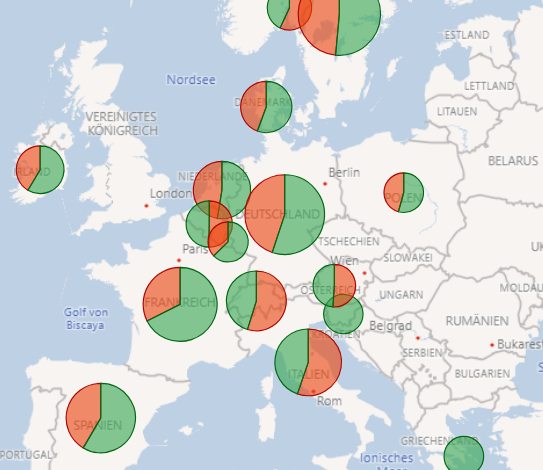 ESTLAND
Nordsee
LETTLAND
DÄNEMARK
LITAUEN
VEREINIGTES
KÖNIGREICH
BELARUS
IRLAND
NIEDERLANDE
Berlin
London
POLEN
DEUTSCHLAND
TSCHECHIEN
Paris
SLOWAKEI
Wien
UK
ÖSTERREICH
MOLDAU
FRANKREICH
UNGARN
Golf von
Biscaya
RUMÄNIEN
Belgrad
KROATIEN
SERBIEN
Bukarest
ITALIEN
BULGARIEN
Rom
SPANIEN
PORTUGAL
GRIECHENLAND
Ionisches